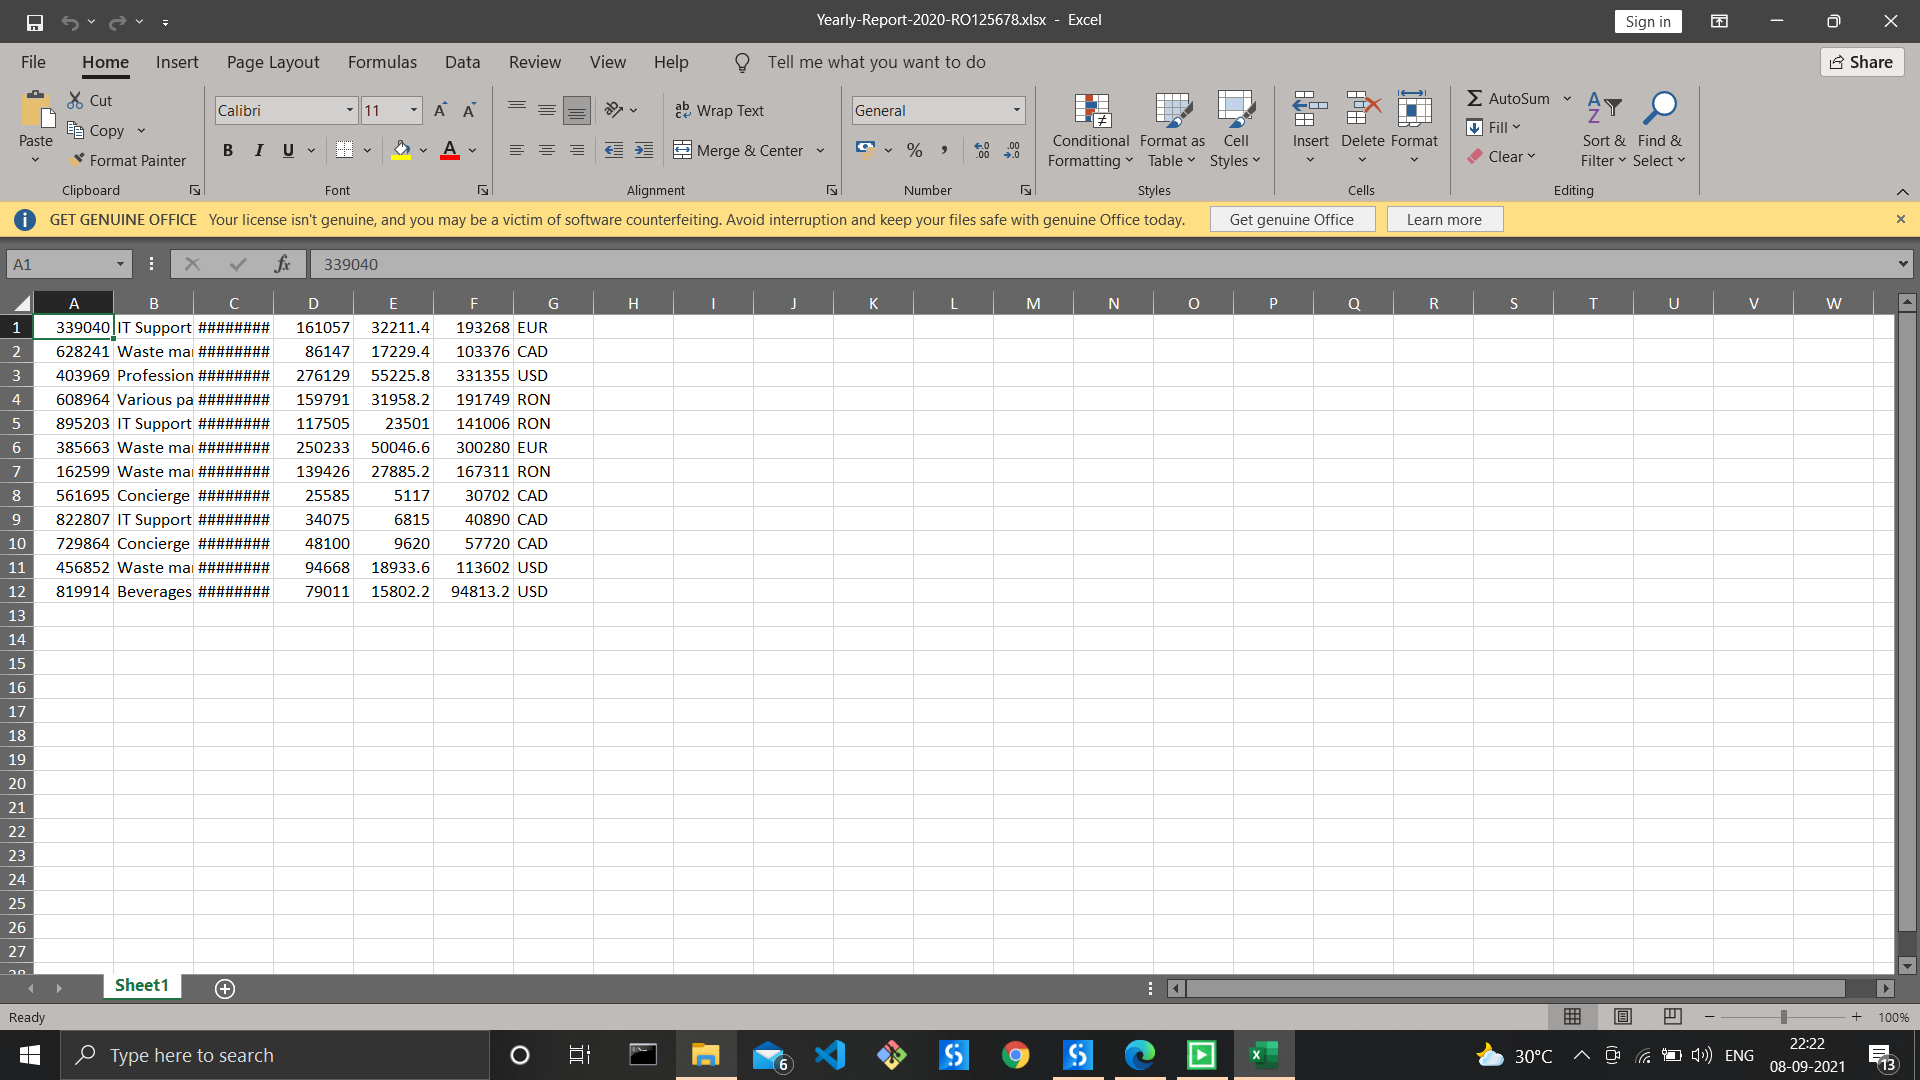 Yearly-Report-2020-RO125678.xlsx - Excel
Sign in
File Home Insert Page Layout Formulas Data Review View Help Tell me what you want to do
Share
Paste
Cut
Copy
Format Painter
Clipboard
Calibri 11
A A
B I U A
Font
ab Wrap Text
Merge & Center
Alignment
General
% , .00 .00
Number
Conditional Formatting
Format as Table
Cell Styles
Styles
Insert Delete Format
Cells
AutoSum
Fill
Clear
Sort & Filter
Find & Select
Editing
GET GENUINE OFFICE Your license isn't genuine, and you may be a victim of software counterfeiting. Avoid interruption and keep your files safe with genuine Office today. Get genuine Office Learn more
A1 fx 339040
A B C D E F G H I J K L M N O P Q R S T U V W
1 339040 IT Support ######## 161057 32211.4 193268 EUR
2 628241 Waste ma ######## 86147 17229.4 103376 CAD
3 403969 Profession ######## 276129 55225.8 331355 USD
4 608964 Various pa ######## 159791 31958.2 191749 RON
5 895203 IT Support ######## 117505 23501 141006 RON
6 385663 Waste ma ######## 250233 50046.6 300280 EUR
7 162599 Waste ma ######## 139426 27885.2 167311 RON
8 561695 Concierge ######## 25585 5117 30702 CAD
9 822807 IT Support ######## 34075 6815 40890 CAD
10 729864 Concierge ######## 48100 9620 57720 CAD
11 456852 Waste ma ######## 94668 18933.6 113602 USD
12 819914 Beverages ######## 79011 15802.2 94813.2 USD
13
14
15
16
17
18
19
20
21
22
23
24
25
26
27
28
Sheet1
Ready
100%
Type here to search
6
30°C
ENG
22:22
08-09-2021
13